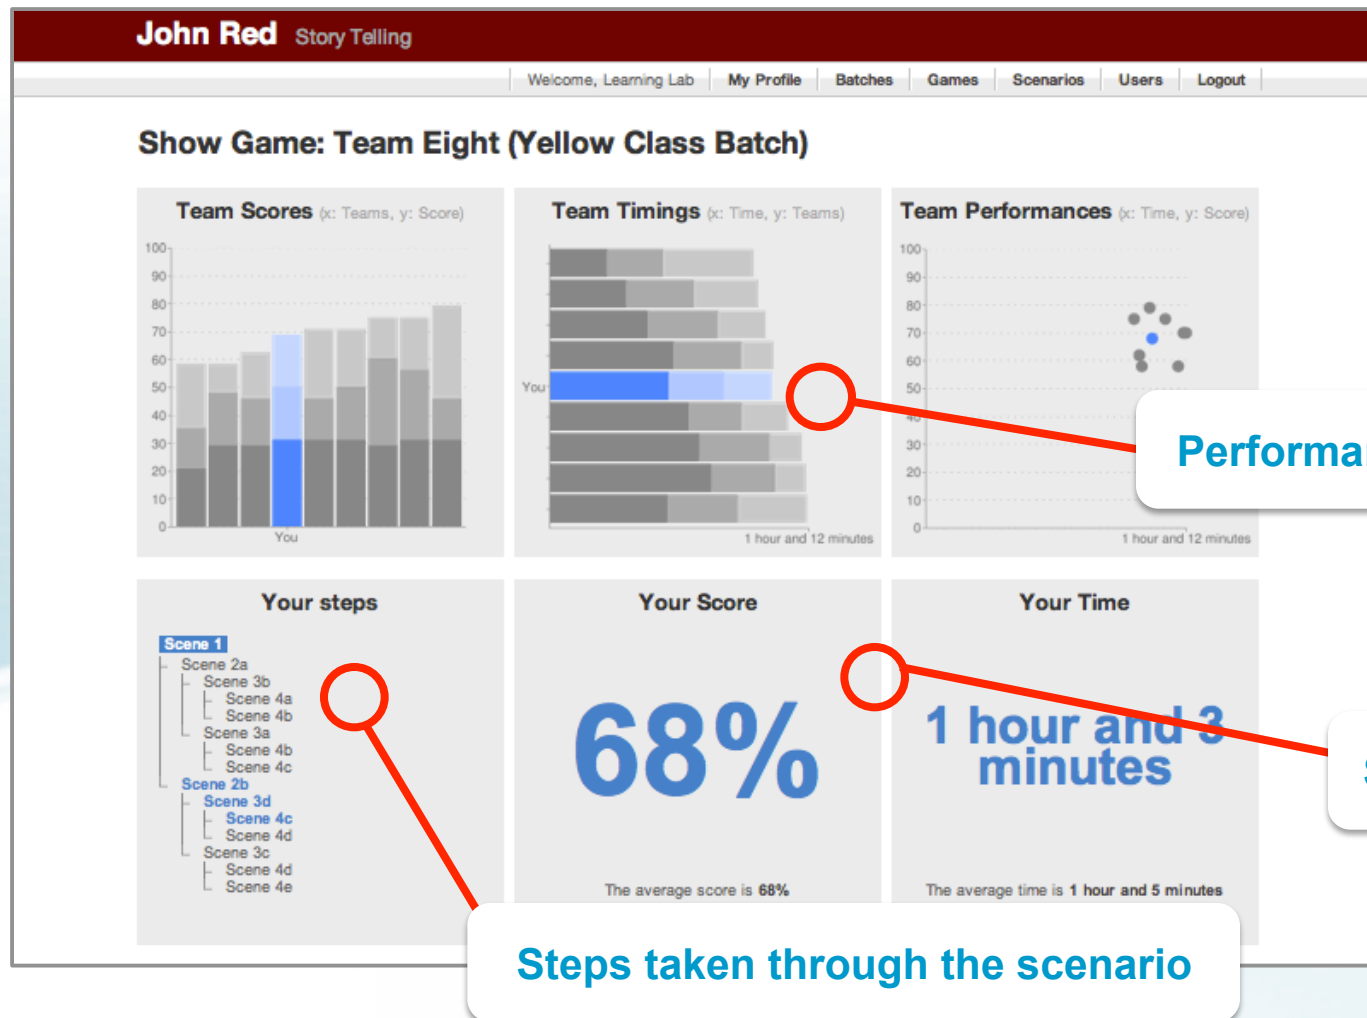 John Red Story Telling
Welcome, Learning Lab My Profile Batches Games Scenarios Users Logout
Show Game: Team Eight (Yellow Class Batch)
Team Scores (x: Teams, y: Score)
100
90
80
70
60
50
40
30
20
10
0
You
Team Timings (x: Time, y: Teams)
You
1 hour and 12 minutes
Team Performances (x: Time, y: Score)
100
90
80
70
60
50
40
30
20
10
0
1 hour and 12 minutes
Your steps
Scene 1
Scene 2a
Scene 3b
Scene 4a
Scene 4b
Scene 3a
Scene 4b
Scene 4c
Scene 2b
Scene 3d
Scene 4c
Scene 4d
Scene 3c
Scene 4d
Scene 4e
Your Score
68%
The average score is 68%
Your Time
1 hour and 3
minutes
The average time is 1 hour and 5 minutes
Steps taken through the scenario